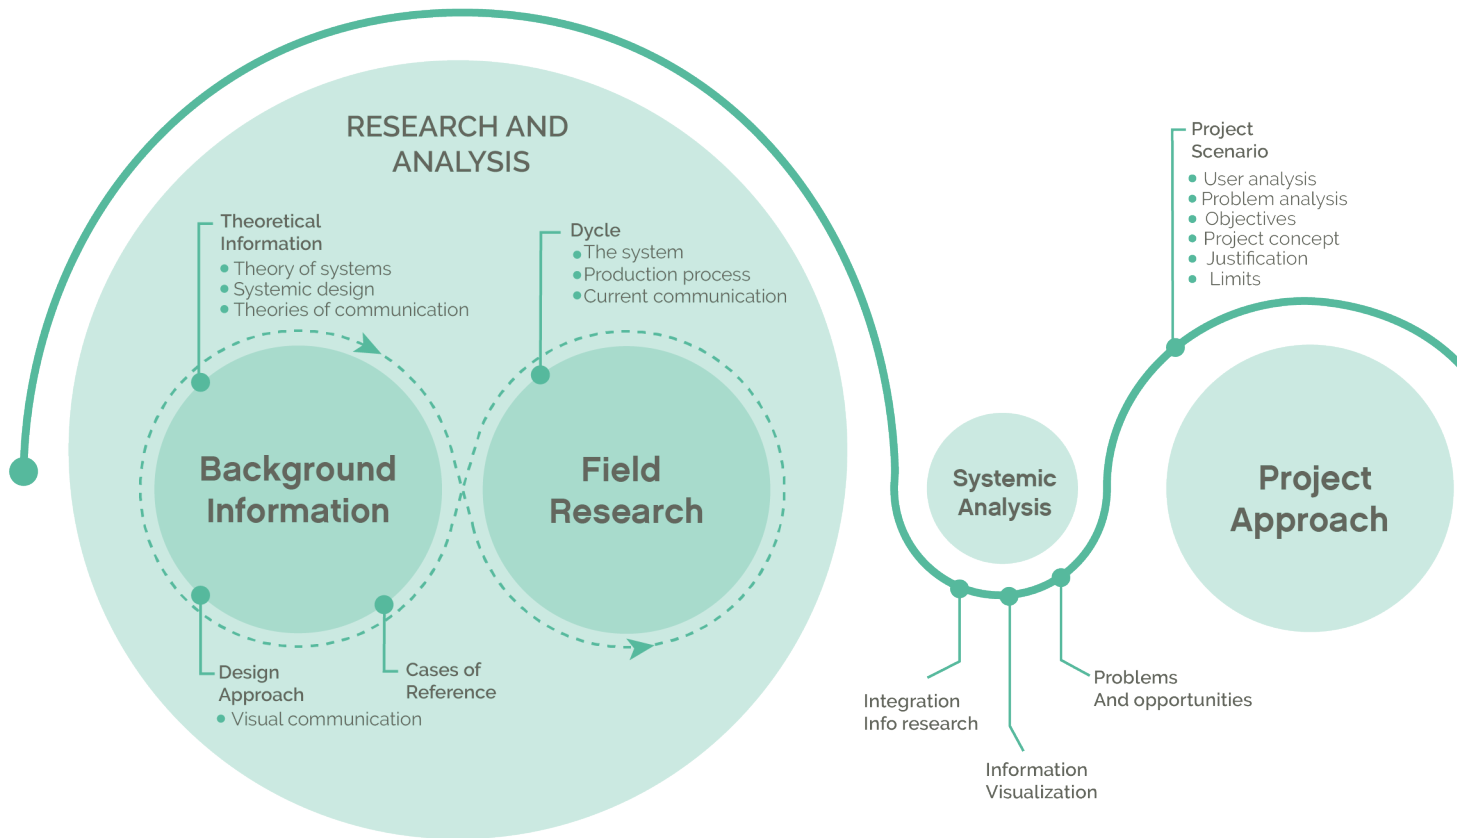 RESEARCH AND
ANALYSIS
Theoretical
Information
Theory of systems
Systemic design
Theories of communication
Dycle
The system
Production process
Current communication
Background
Information
Field
Research
Design
Approach
Visual communication
Cases of
Reference
Systemic
Analysis
Integration
Info research
Information
Visualization
Problems
And opportunities
Project
Scenario
User analysis
Problem analysis
Objectives
Project concept
Justification
Limits
Project
Approach